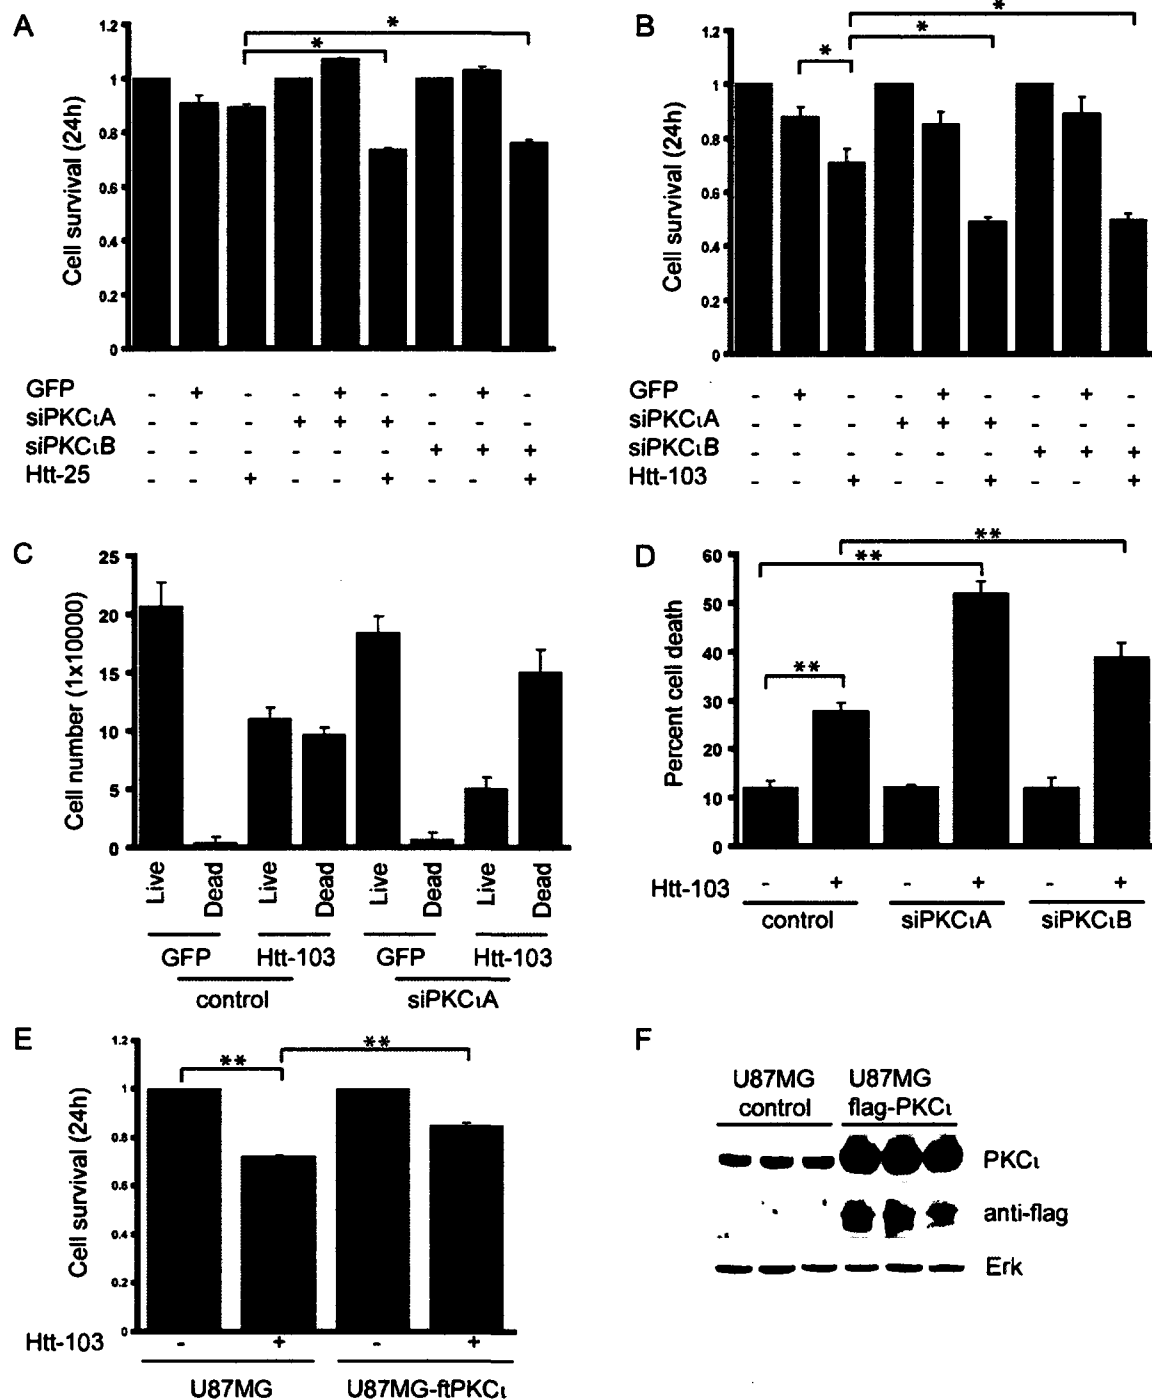 A
Cell survival (24h)
1.2
1
0.8
0.6
0.4
0.2
0
* *
GFP - + - - + - - + -
siPKCιA - - - + + + - - -
siPKCιB - - - - - - + + +
Htt-25 - - + - - + - - +
B
Cell survival (24h)
1.2
1
0.8
0.6
0.4
0.2
0
* * *
GFP - + - - + - - + -
siPKCιA - - - + + + - - -
siPKCιB - - - - - - + + +
Htt-103 - - + - - + - - +
C
Cell number (1x10000)
25
20
15
10
5
0
Live Dead Live Dead Live Dead Live Dead
GFP Htt-103 GFP Htt-103
control siPKCιA
D
Percent cell death
60
50
40
30
20
10
0
** ** **
Htt-103 - + - + - +
control siPKCιA siPKCιB
E
Cell survival (24h)
1.2
1
0.8
0.6
0.4
0.2
0
** **
Htt-103 - + - +
U87MG U87MG-ftPKCι
F
U87MG U87MG
control flag-PKCι
PKCι
anti-flag
Erk